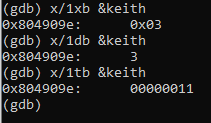 (gdb) x/1xb &keith
0x804909e:      0x03
(gdb) x/1db &keith
0x804909e:      3
(gdb) x/1tb &keith
0x804909e:      00000011
(gdb)